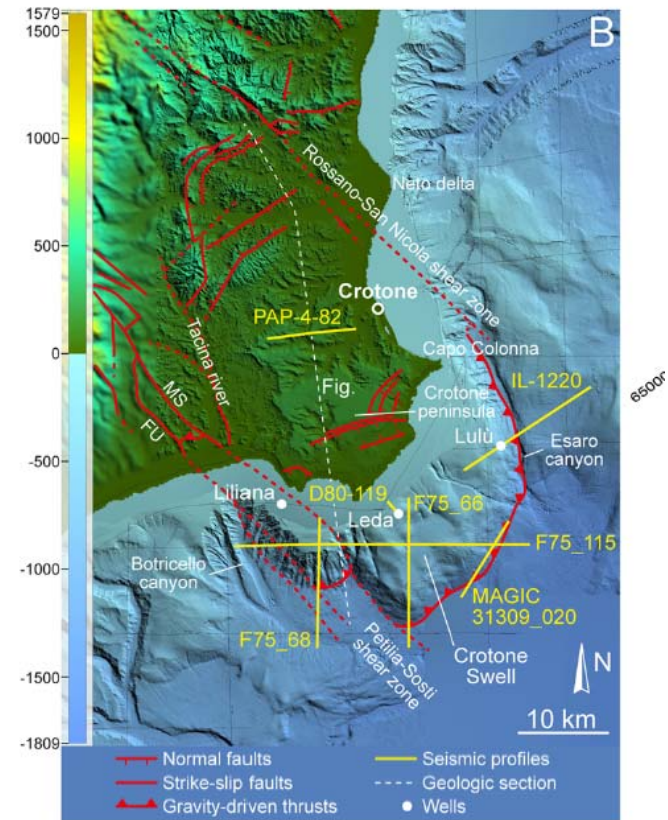 1579
1500
1000
500
0
-500
-1000
-1500
-1809
B
Rossano-San Nicola shear zone
Neto delta
Crotone
PAP-4-82
Capo Colonna
Tacina river
Fig.
Crotone
peninsula
IL-1220
65000
MS
FU
Lulù
Esaro
canyon
Liliana
D80-119
F75_66
Leda
F75_115
Botricello
canyon
MAGIC
31309_020
F75_68
Petilia-Sosti
shear zone
Crotone
Swell
N
10 km
Normal faults
Strike-slip faults
Gravity-driven thrusts
Seismic profiles
Geologic section
Wells